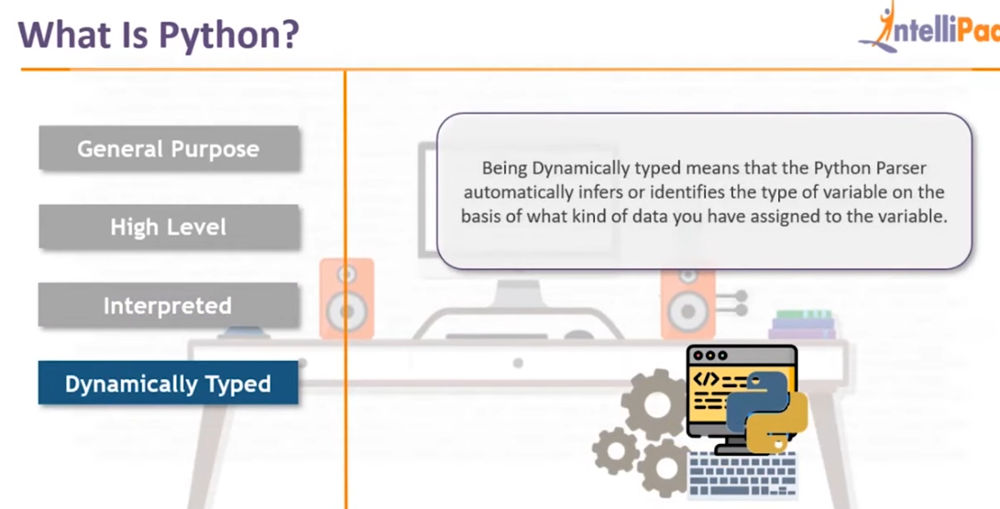 What Is Python?
IntelliPaa
General Purpose
High Level
Interpreted
Dynamically Typed
Being Dynamically typed means that the Python Parser
automatically infers or identifies the type of variable on the
basis of what kind of data you have assigned to the variable.
</>